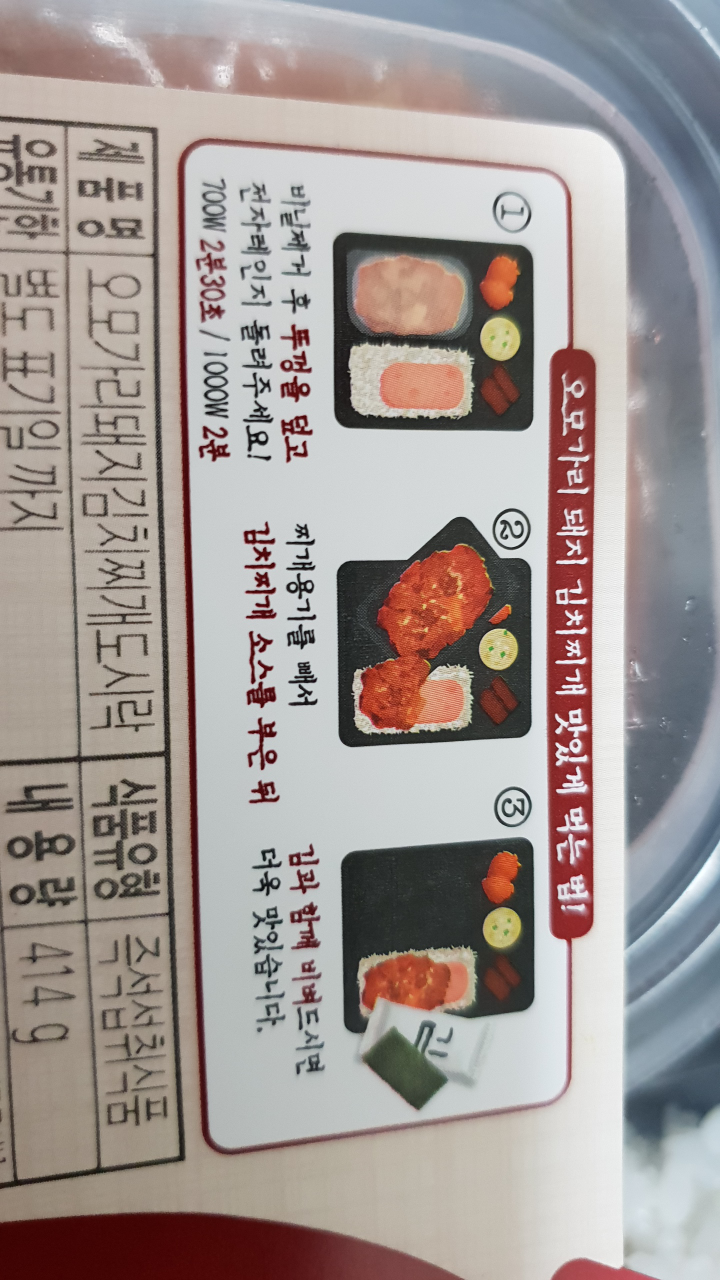 오모가리 돼지 김치찌개 맛있게 먹는 법!
①
비닐제거 후 뚜껑을 덮고
전자레인지 돌려주세요!
700W 2분30초 / 1000W 2분
②
찌개용기를 빼서
김치찌개 소스를 부은 뒤
③
김과 함께 비벼드시면
더욱 맛있습니다.
김
제품명 오모가리돼지김치찌개도시락 식품유형 즉석섭취식품
유통기한 별도 표기일 까지 내용량 414g